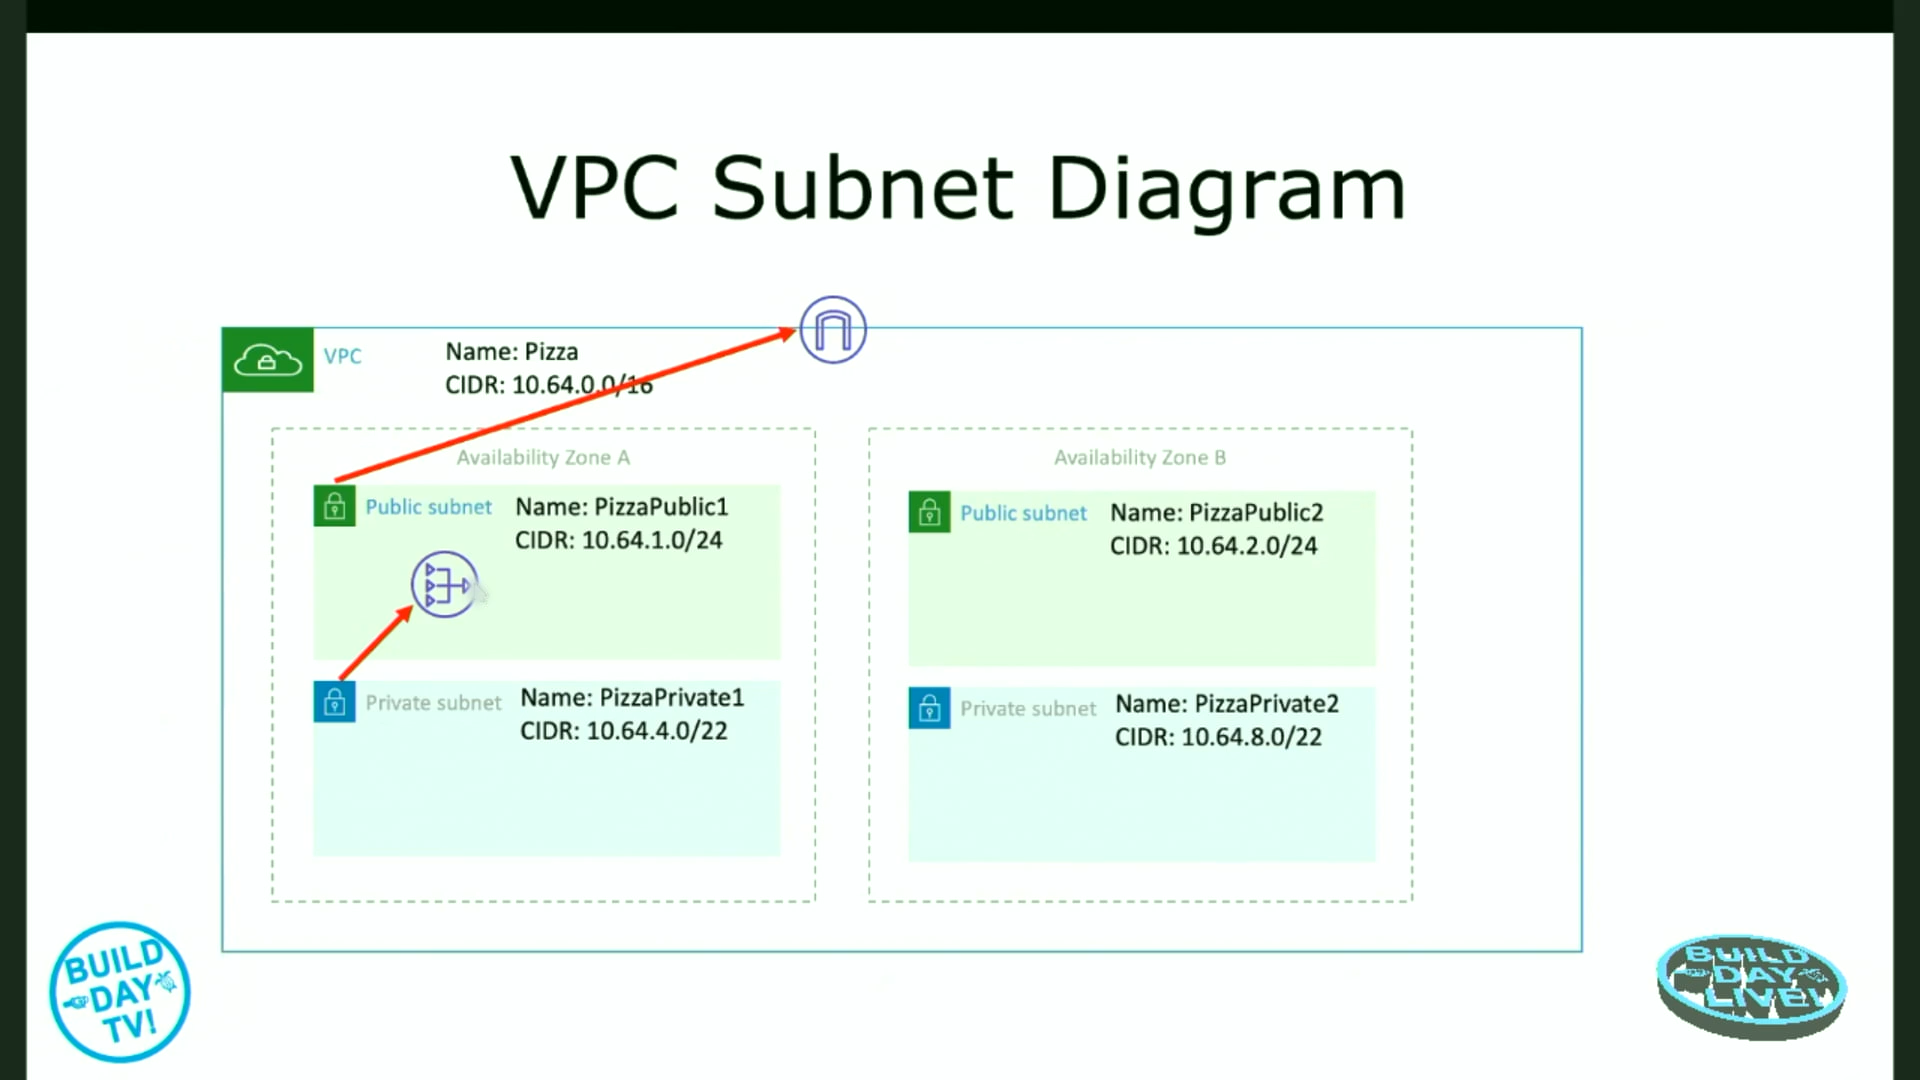 VPC Subnet Diagram
VPC
Name: Pizza
CIDR: 10.64.0.0/16
Availability Zone A
Public subnet
Name: PizzaPublic1
CIDR: 10.64.1.0/24
Private subnet
Name: PizzaPrivate1
CIDR: 10.64.4.0/22
Availability Zone B
Public subnet
Name: PizzaPublic2
CIDR: 10.64.2.0/24
Private subnet
Name: PizzaPrivate2
CIDR: 10.64.8.0/22
BUILD
DAY
TV!
BUILD
DAY
LIVE!